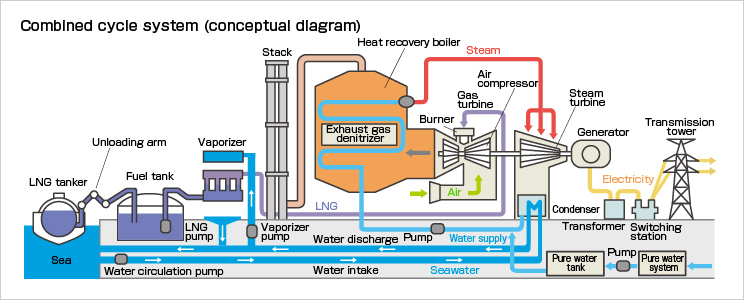 Combined cycle system (conceptual diagram)
Stack
Heat recovery boiler
Steam
Air
compressor
Gas
turbine
Steam
turbine
Burner
Generator
Transmission
tower
Exhaust gas
denitrizer
Unloading arm
Vaporizer
LNG tanker
Fuel tank
Air
Electricity
LNG
LNG
pump
Vaporizer
pump
Water discharge
Pump
Water supply
Condenser
Transformer
Switching
station
Sea
Water circulation pump
Water intake
Seawater
Pure water
tank
Pump
Pure water
system